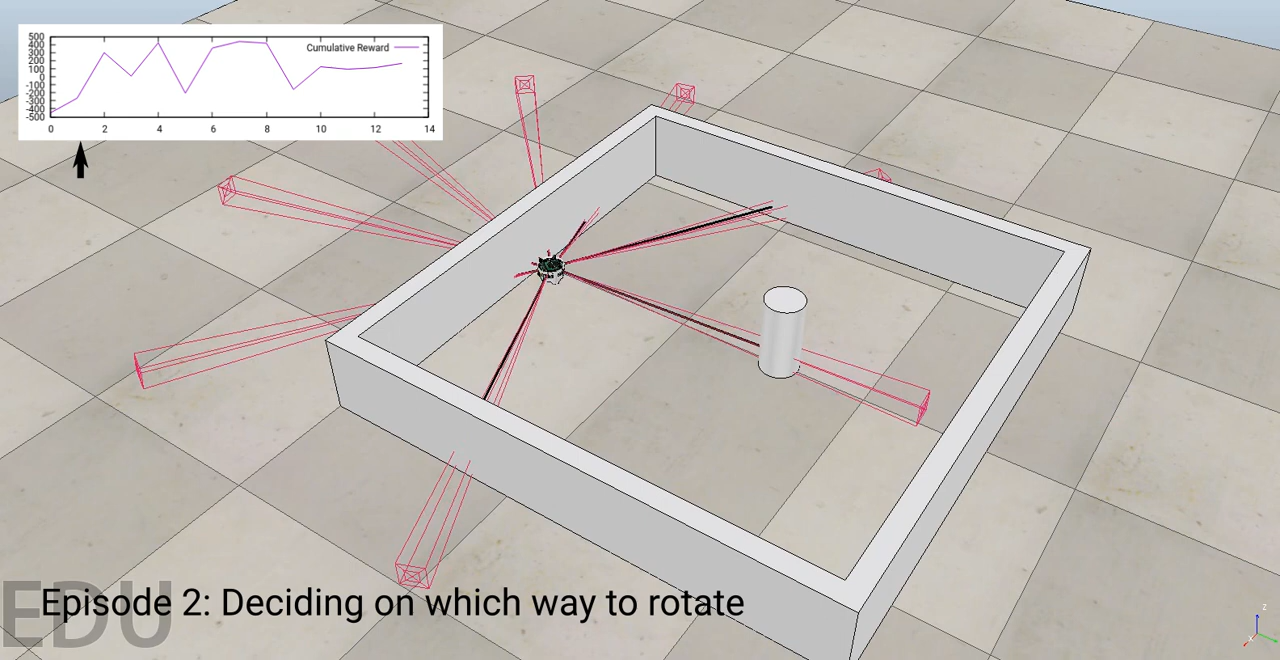 500
400
300
200
100
0
-100
-200
-300
-400
-500
Cumulative Reward
0 2 4 6 8 10 12 14
Episode 2: Deciding on which way to rotate
EDU
z
x